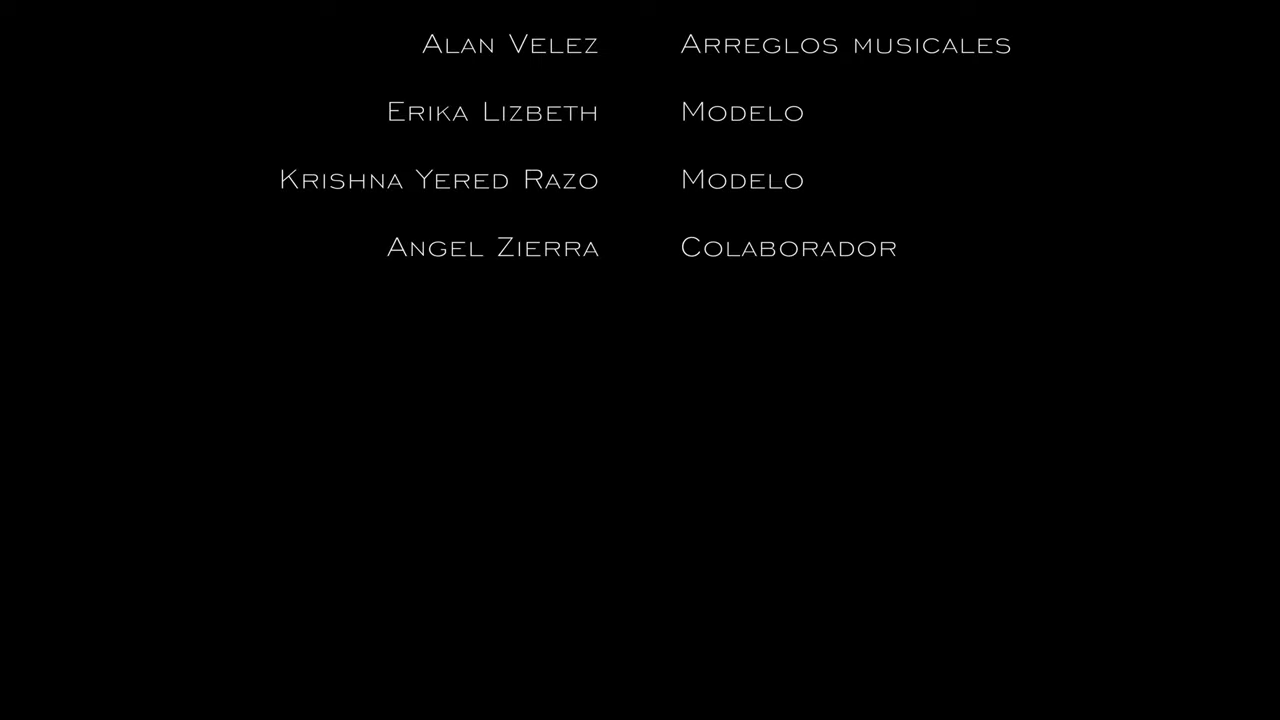 Alan Velez Arreglos musicales
Erika Lizbeth Modelo
Krishna Yered Razo Modelo
Angel Zierra Colaborador